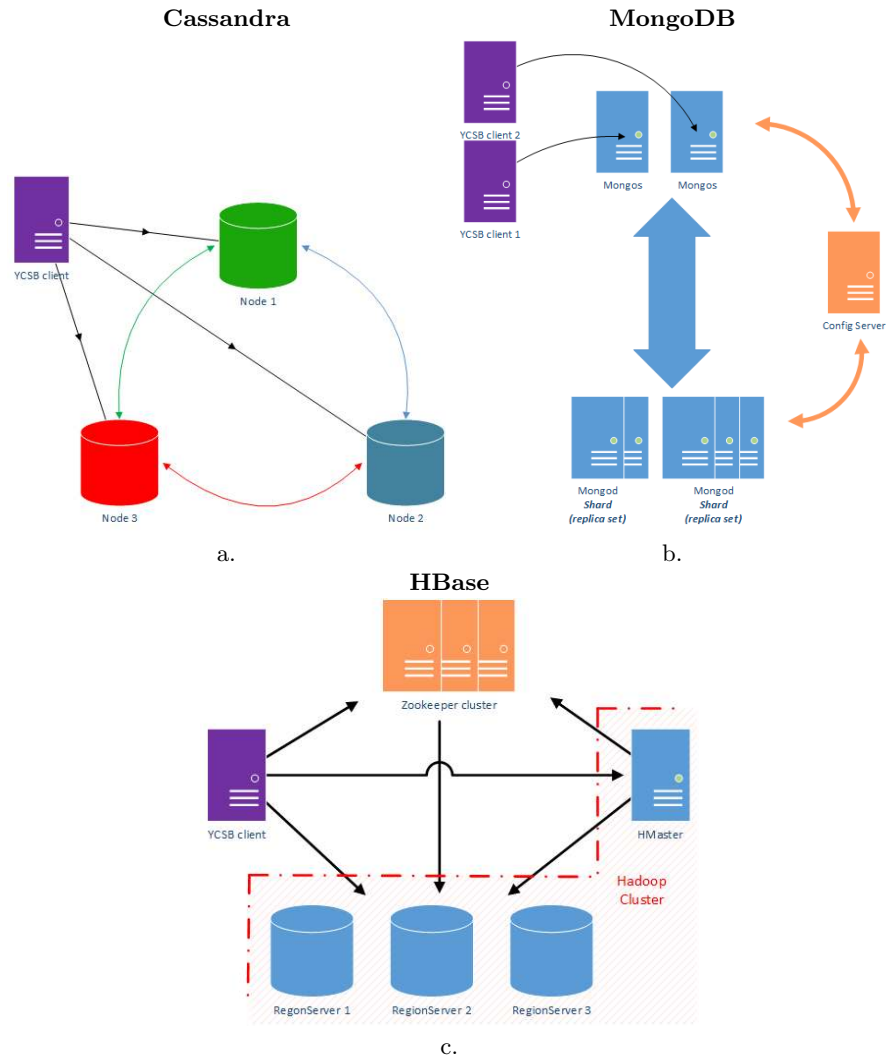 Cassandra
YCSB client
Node 1
Node 3
Node 2
a.
MongoDB
YCSB client 2
YCSB client 1
Mongos
Mongos
Config Server
Mongod
Shard
(replica set)
Mongod
Shard
(replica set)
b.
HBase
Zookeeper cluster
YCSB client
HMaster
Hadoop
Cluster
RegonServer 1
RegionServer 2
RegionServer 3
c.